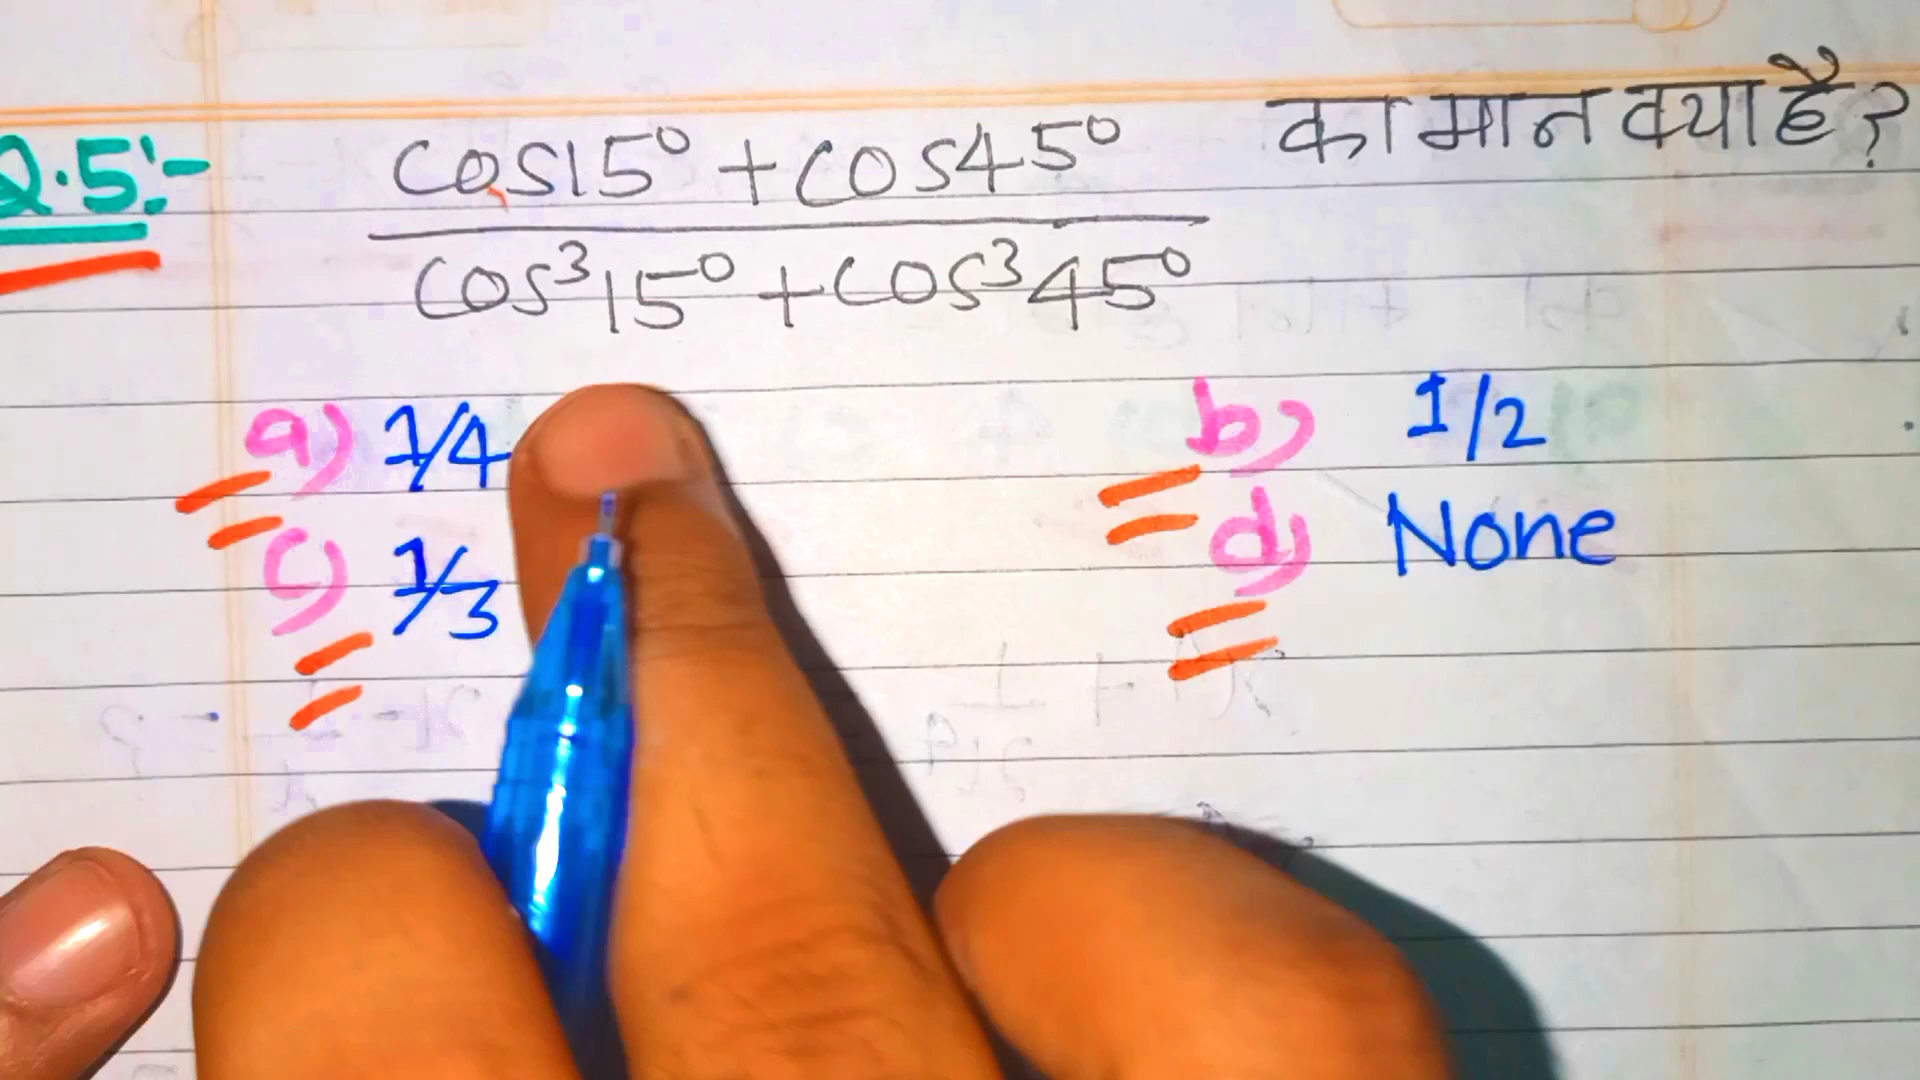 Q.5:- cos15° + cos45° का मान क्या है?
cos³15° + cos³45°
a) 1/4 b) 1/2
c) 1/3 d) None